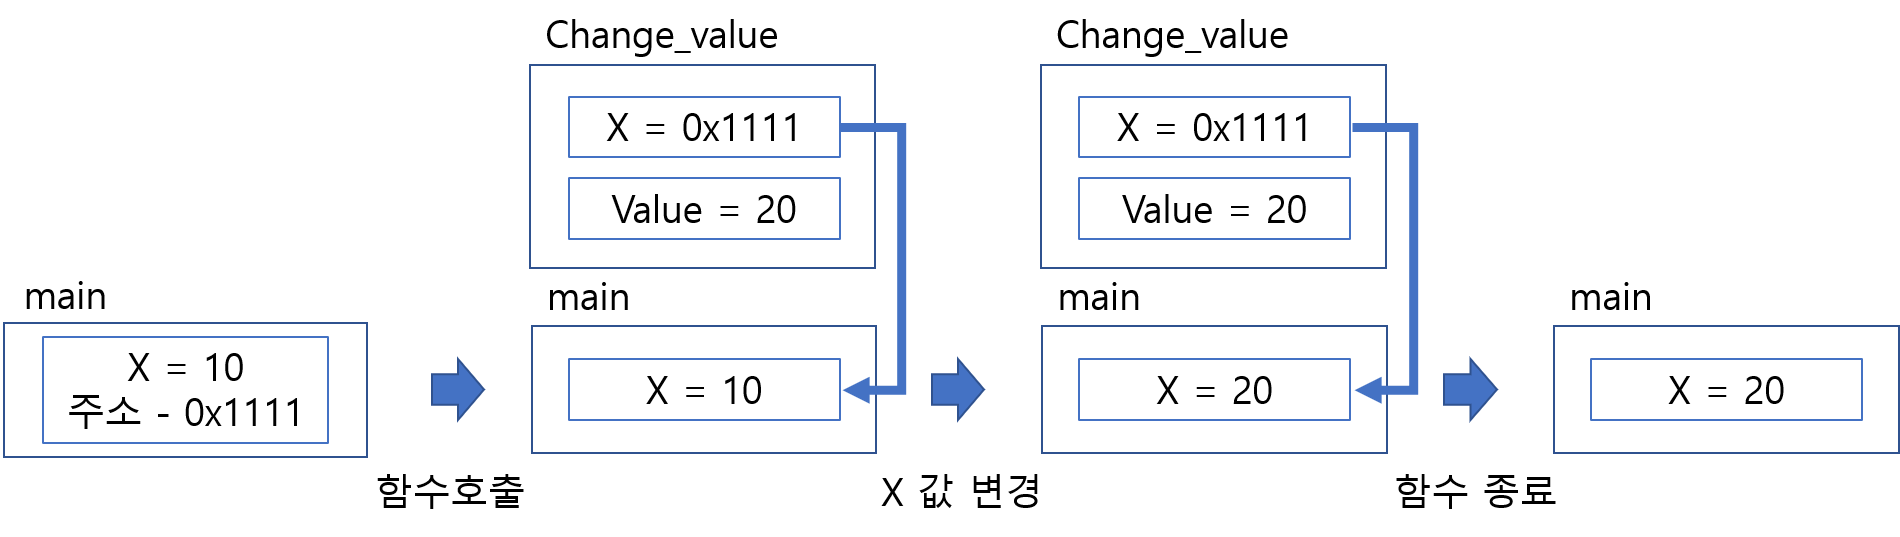 main
X = 10
주소 - 0x1111
함수호출
Change_value
X = 0x1111
Value = 20
main
X = 10
X 값 변경
Change_value
X = 0x1111
Value = 20
main
X = 20
함수 종료
main
X = 20